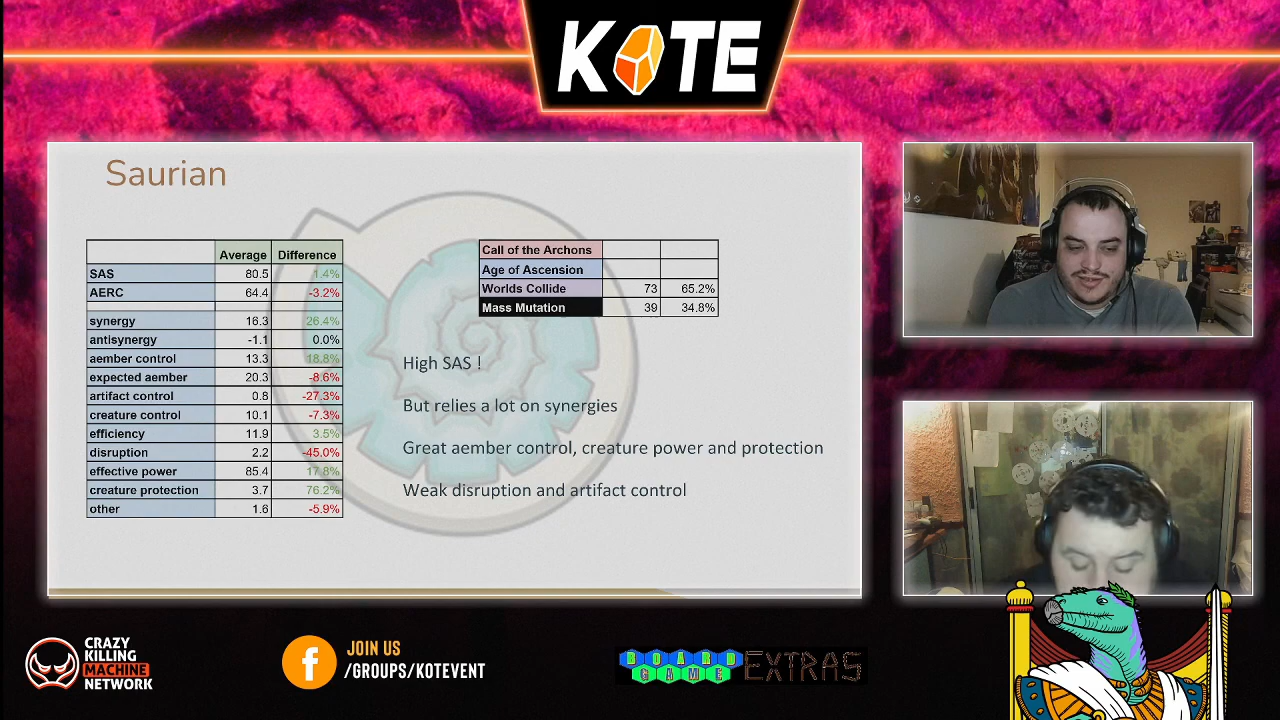 KOTE
Saurian
Average Difference
SAS 80.5 1.4%
AERC 64.4 -3.2%
synergy 16.3 26.4%
antisynergy -1.1 0.0%
aember control 13.3 18.8%
expected aember 20.3 -8.6%
artifact control 0.8 -27.3%
creature control 10.1 -7.3%
efficiency 11.9 3.5%
disruption 2.2 -45.0%
effective power 85.4 17.8%
creature protection 3.7 76.2%
other 1.6 -5.9%
Call of the Archons
Age of Ascension
Worlds Collide 73 65.2%
Mass Mutation 39 34.8%
High SAS !
But relies a lot on synergies
Great aember control, creature power and protection
Weak disruption and artifact control
CRAZY
KILLING
MACHINE
NETWORK
f
JOIN US
/GROUPS/KOTEVENT
BOARD
GAME
EXTRAS